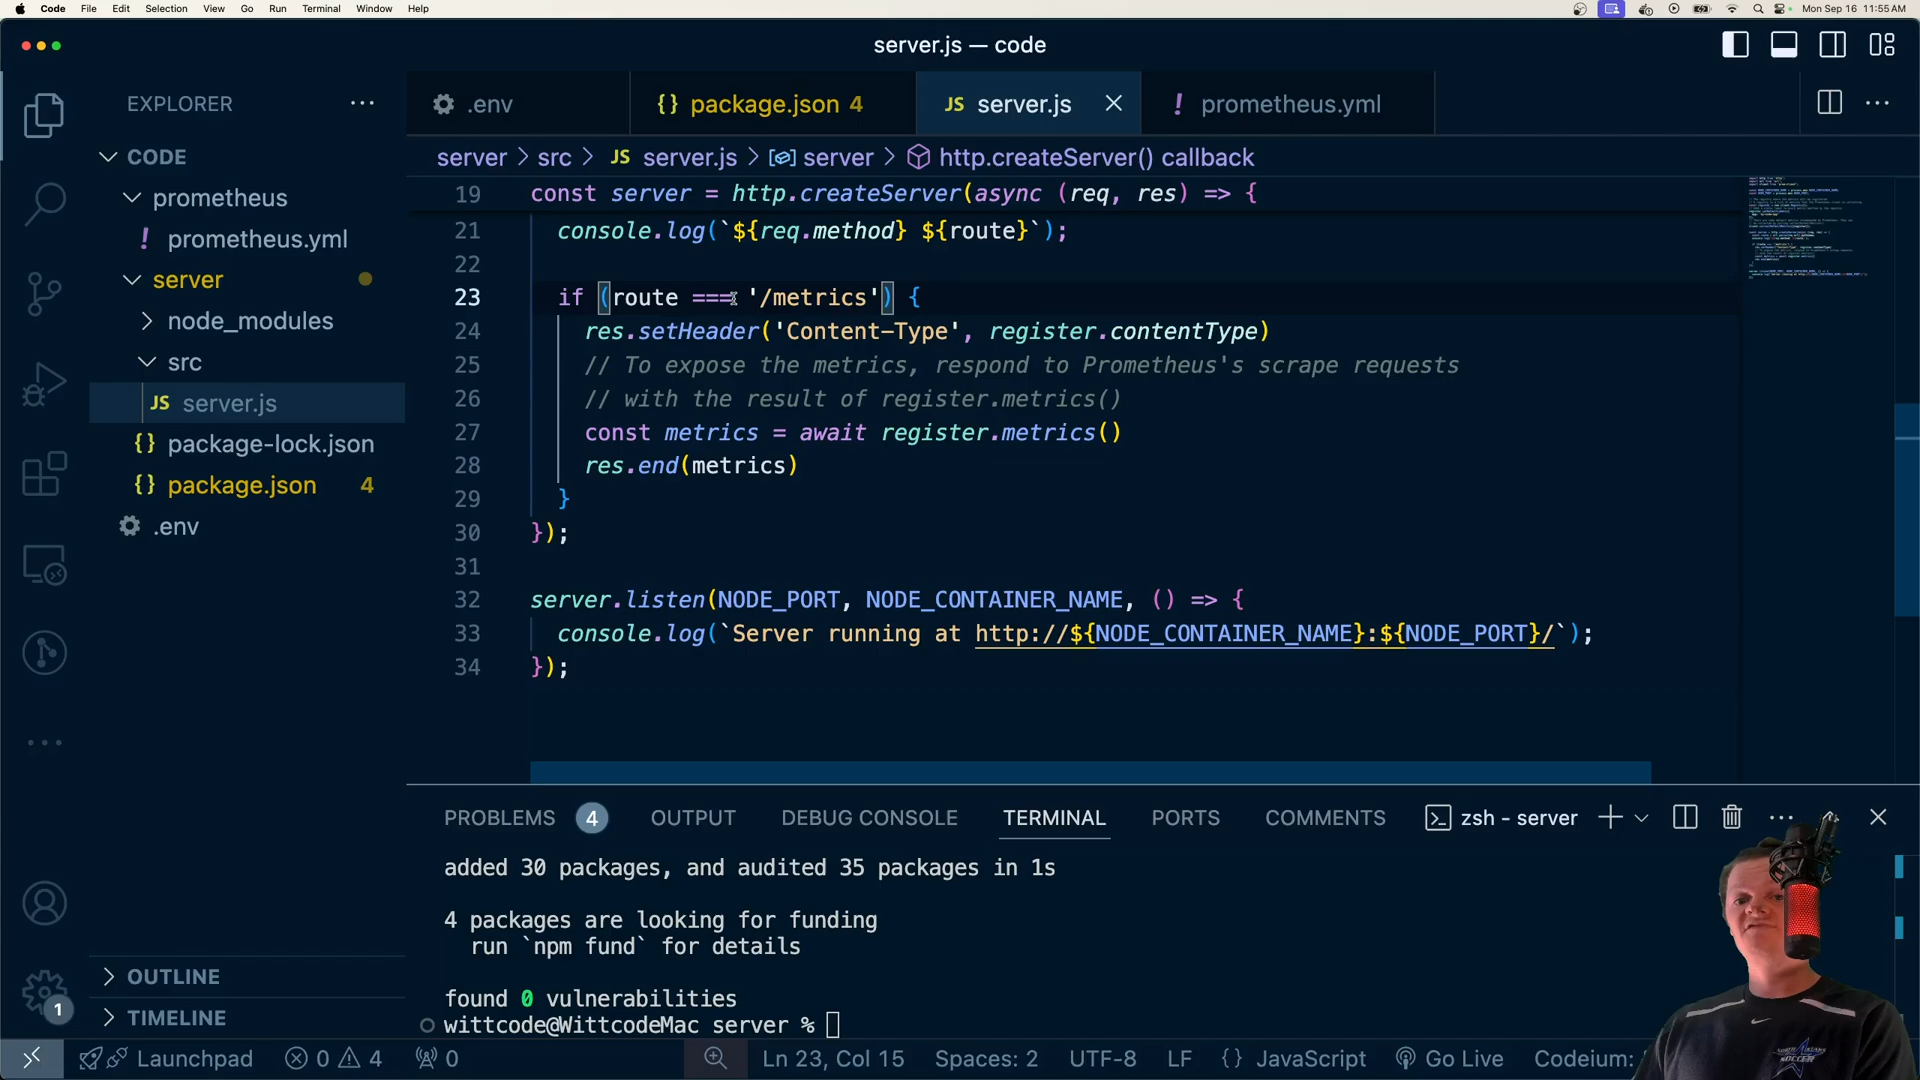 Code File Edit Selection View Go Run Terminal Window Help Mon Sep 16 11:55 AM
server.js — code
EXPLORER
.env
package.json 4
JS server.js
! prometheus.yml
CODE
prometheus
! prometheus.yml
server
node_modules
src
JS server.js
{} package-lock.json
{} package.json 4
.env
OUTLINE
TIMELINE
server > src > JS server.js > server > http.createServer() callback
19 const server = http.createServer(async (req, res) => {
21 console.log(`${req.method} ${route}`);
22
23 if (route === '/metrics') {
24 res.setHeader('Content-Type', register.contentType)
25 // To expose the metrics, respond to Prometheus's scrape requests
26 // with the result of register.metrics()
27 const metrics = await register.metrics()
28 res.end(metrics)
29 }
30 });
31
32 server.listen(NODE_PORT, NODE_CONTAINER_NAME, () => {
33 console.log(`Server running at http://${NODE_CONTAINER_NAME}:${NODE_PORT}/`);
34 });
PROBLEMS 4 OUTPUT DEBUG CONSOLE TERMINAL PORTS COMMENTS zsh - server
added 30 packages, and audited 35 packages in 1s
4 packages are looking for funding
run `npm fund` for details
found 0 vulnerabilities
wittcode@WittcodeMac server %
1
Launchpad 0 4 0 Ln 23, Col 15 Spaces: 2 UTF-8 LF {} JavaScript Go Live Codeium: